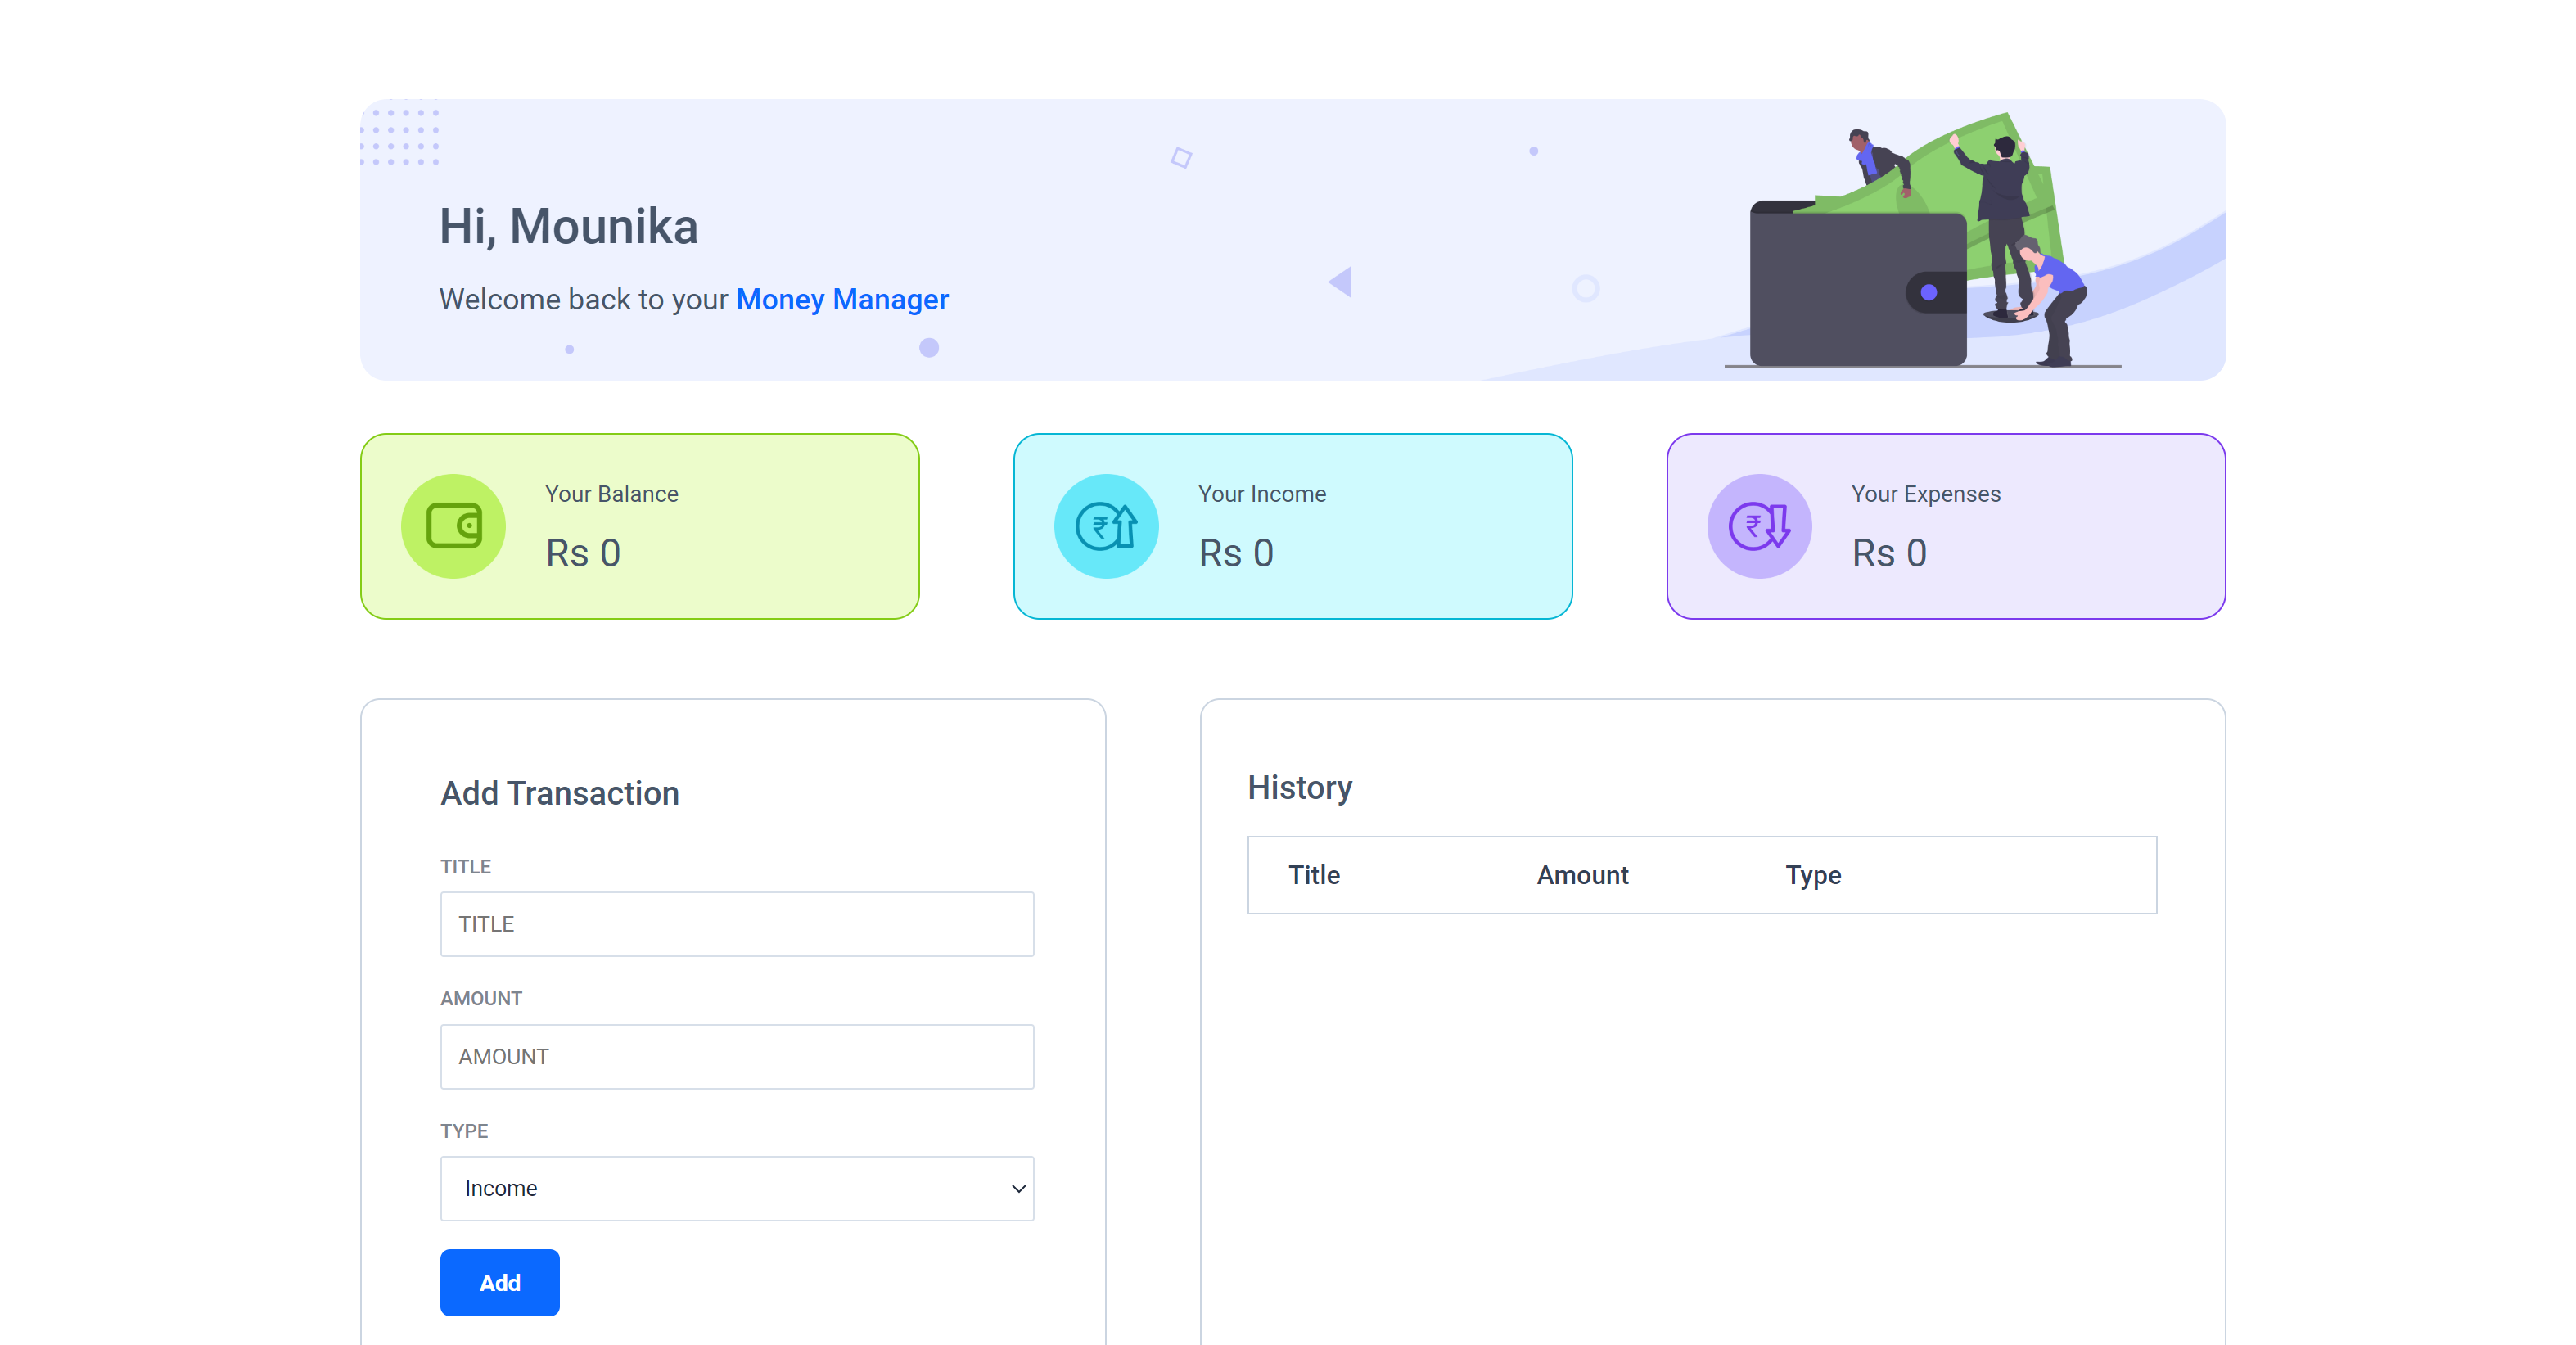 Hi, Mounika
Welcome back to your Money Manager
Your Balance
Rs 0
₹
Your Income
Rs 0
₹
Your Expenses
Rs 0
Add Transaction
TITLE
TITLE
AMOUNT
AMOUNT
TYPE
Income
Add
History
Title Amount Type